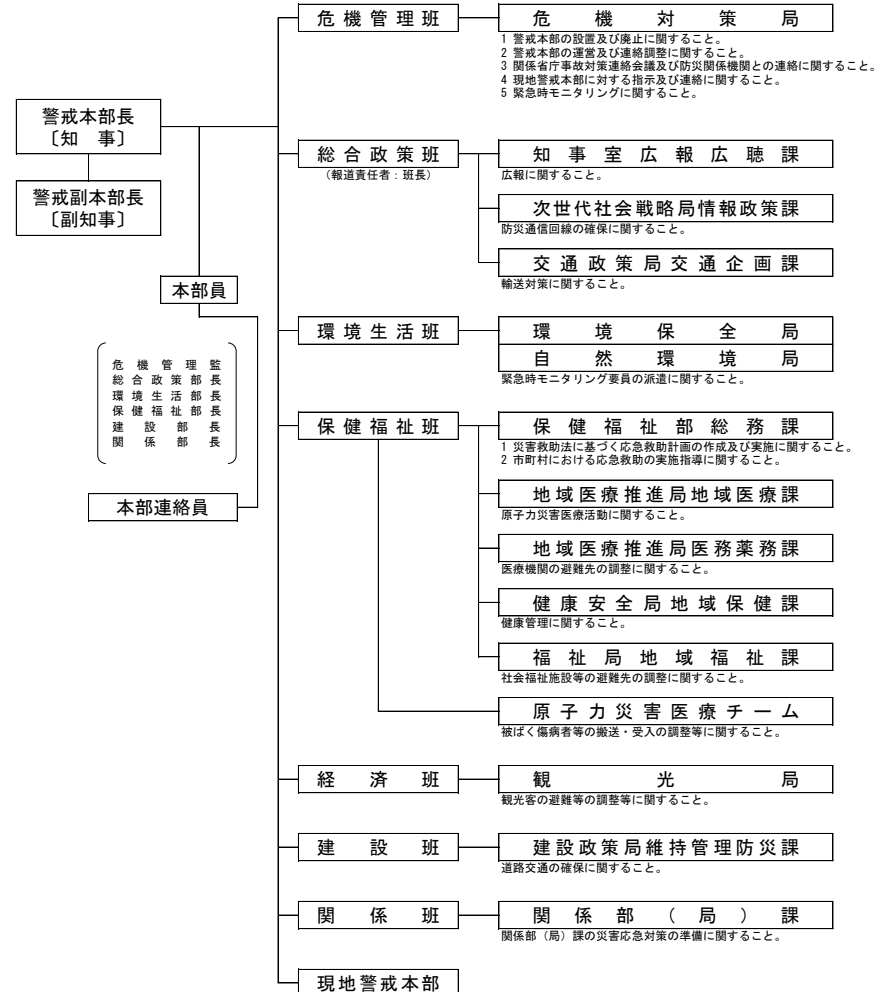 警戒本部長
〔知　事〕
警戒副本部長
〔副知事〕
本部員
危機管理監
総合政策部長
環境生活部長
保健福祉部長
建設部長
関係部長
本部連絡員
危機管理班
危機対策局
1 警戒本部の設置及び廃止に関すること。
2 警戒本部の運営及び連絡調整に関すること。
3 関係省庁事故対策連絡会議及び防災関係機関との連絡に関すること。
4 現地警戒本部に対する指示及び連絡に関すること。
5 緊急時モニタリングに関すること。
総合政策班
（報道責任者：班長）
知事室広報広聴課
広報に関すること。
次世代社会戦略局情報政策課
防災通信回線の確保に関すること。
交通政策局交通企画課
輸送対策に関すること。
環境生活班
環境保全局
自然環境局
緊急時モニタリング要員の派遣に関すること。
保健福祉班
保健福祉部総務課
1 災害救助法に基づく応急救助計画の作成及び実施に関すること。
2 市町村における応急救助の実施指導に関すること。
地域医療推進局地域医療課
原子力災害医療活動に関すること。
地域医療推進局医務薬務課
医療機関の避難先の調整に関すること。
健康安全局地域保健課
健康管理に関すること。
福祉局地域福祉課
社会福祉施設等の避難先の調整に関すること。
原子力災害医療チーム
被ばく傷病者等の搬送・受入の調整等に関すること。
経済班
観光局
観光客の避難等の調整等に関すること。
建設班
建設政策局維持管理防災課
道路交通の確保に関すること。
関係班
関係部（局）課
関係部（局）課の災害応急対策の準備に関すること。
現地警戒本部